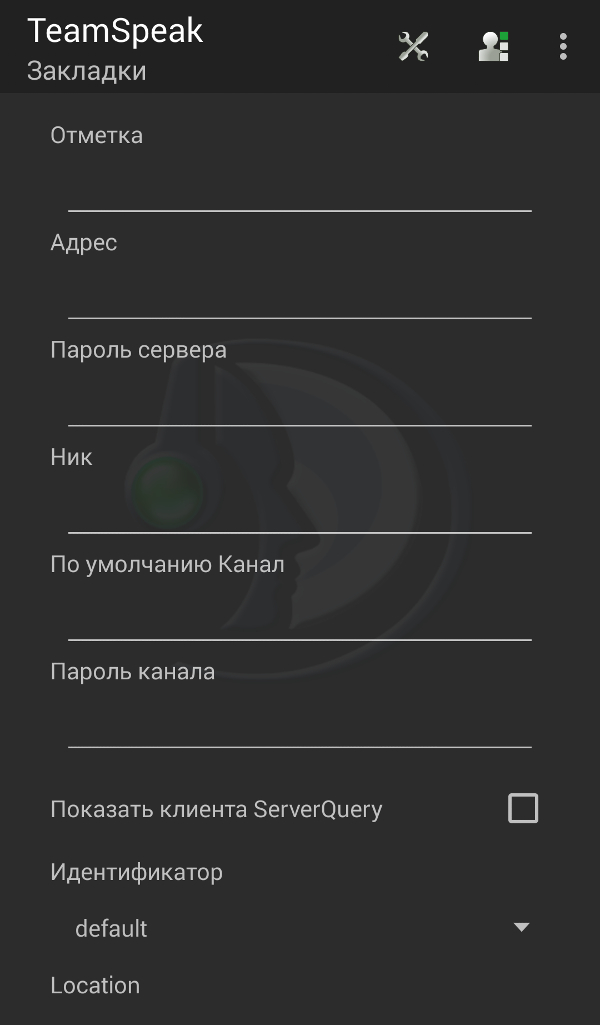 TeamSpeak
Закладки
Отметка
Адрес
Пароль сервера
Ник
По умолчанию Канал
Пароль канала
Показать клиента ServerQuery
Идентификатор
default
Location